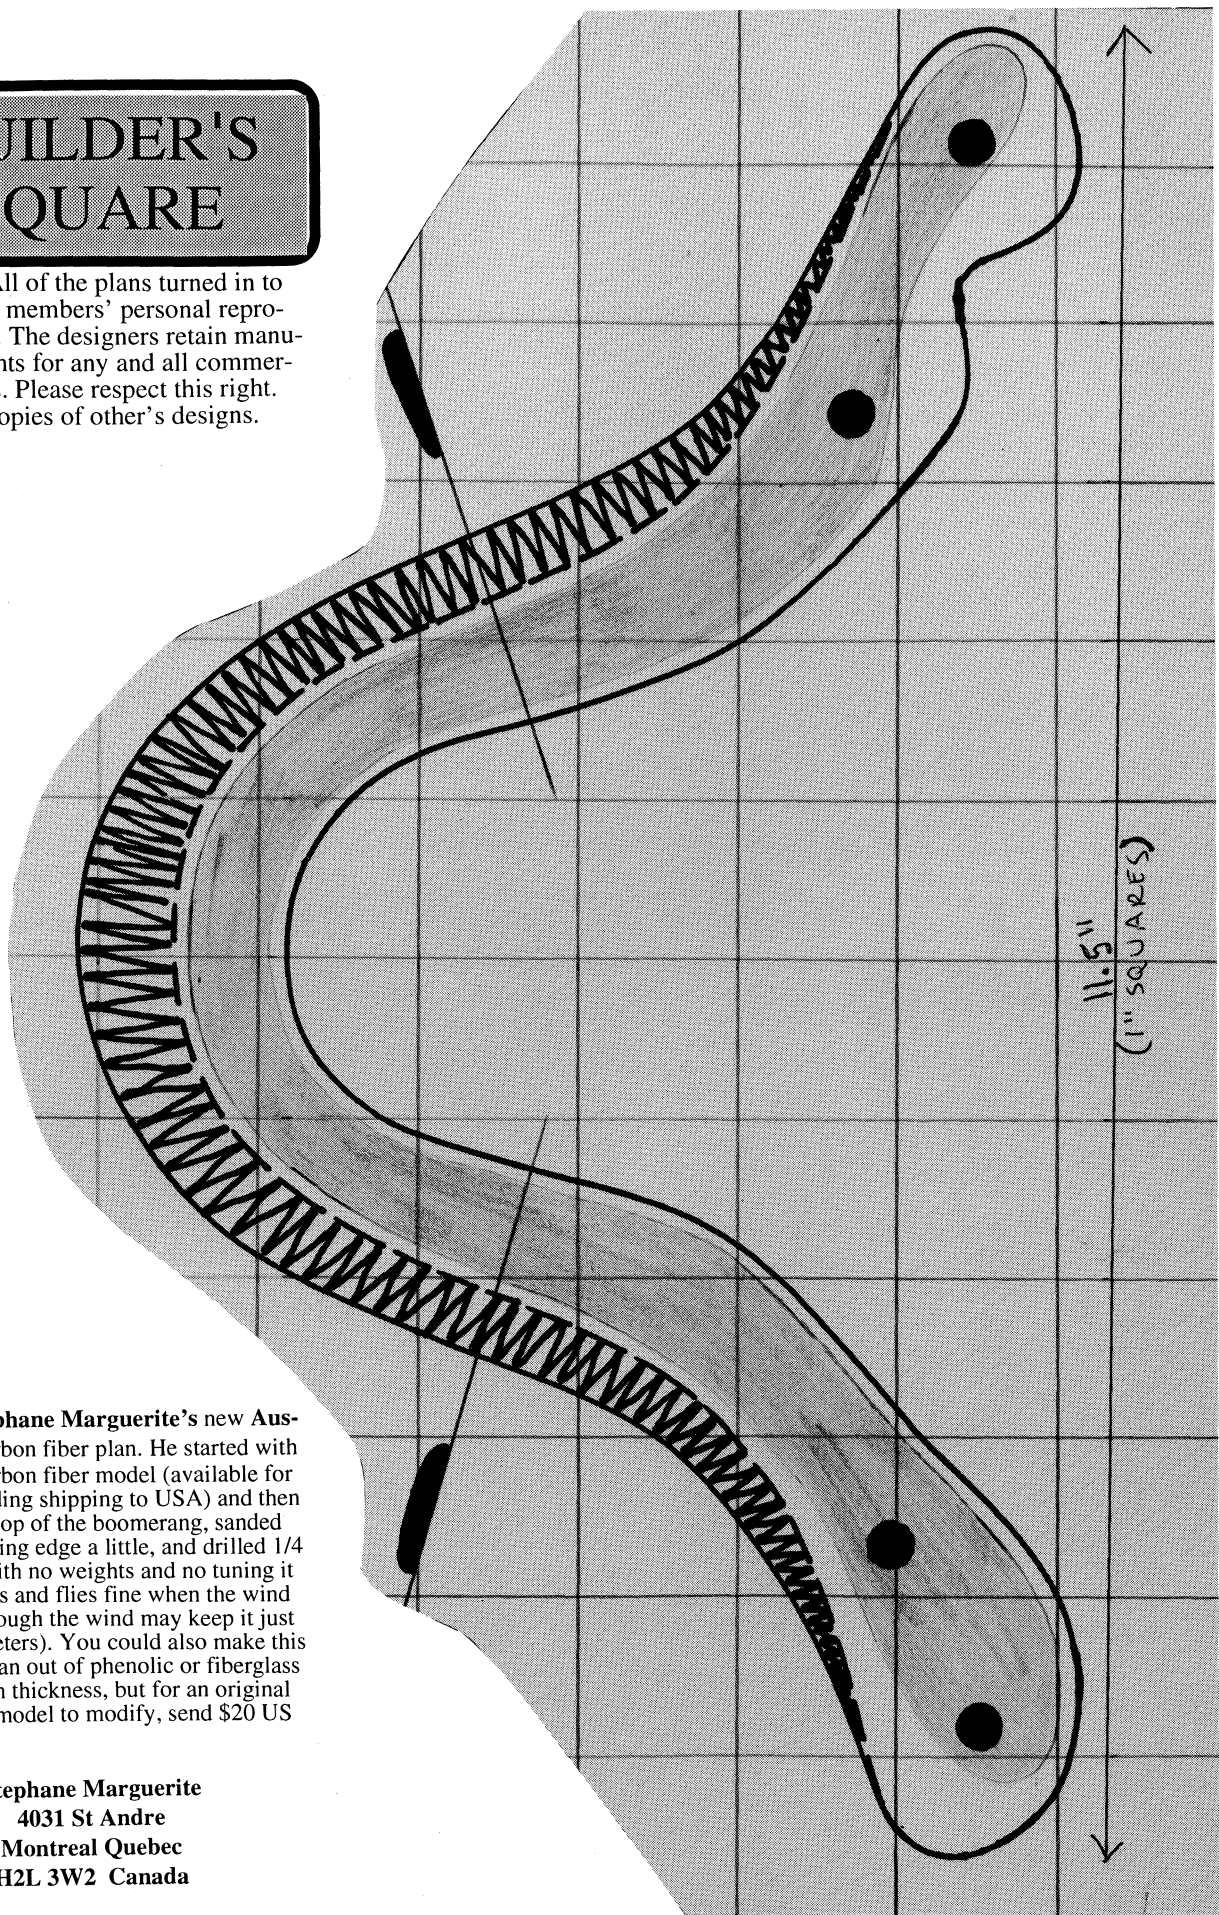 UILDER'S
QUARE
All of the plans turned in to
members' personal repro-
. The designers retain manu-
nts for any and all commer-
s. Please respect this right.
opies of other's designs.
11.5"
(1" SQUARES)
phane Marguerite's new Aus-
rbon fiber plan. He started with
rbon fiber model (available for
ding shipping to USA) and then
op of the boomerang, sanded
ing edge a little, and drilled 1/4
ith no weights and no tuning it
s and flies fine when the wind
ough the wind may keep it just
eters). You could also make this
an out of phenolic or fiberglass
n thickness, but for an original
model to modify, send $20 US
tephane Marguerite
4031 St Andre
Montreal Quebec
H2L 3W2 Canada